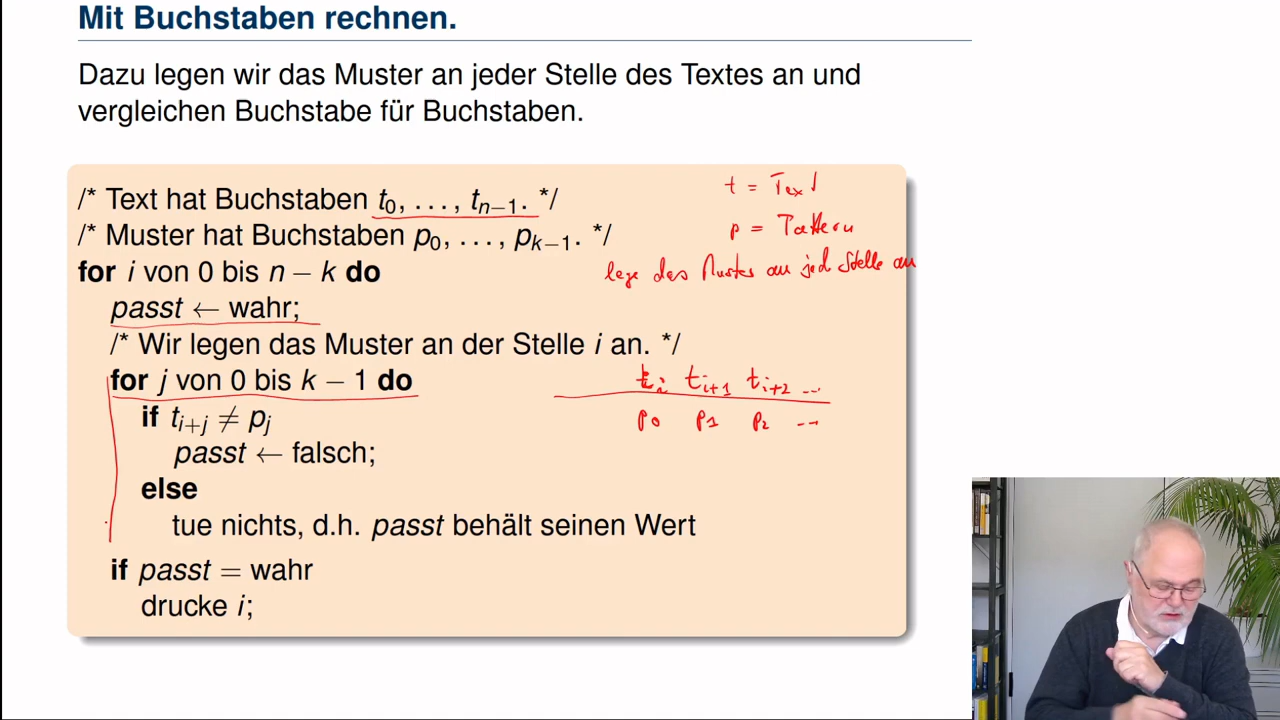 Mit Buchstaben rechnen.
Dazu legen wir das Muster an jeder Stelle des Textes an und
vergleichen Buchstabe für Buchstaben.
/* Text hat Buchstaben t₀, …, tₙ₋₁. */
t = Text
/* Muster hat Buchstaben p₀, …, pₖ₋₁. */
p = Pattern
for i von 0 bis n − k do
lege das Muster an jed Stelle an
passt ← wahr;
/* Wir legen das Muster an der Stelle i an. */
for j von 0 bis k − 1 do
tᵢ tᵢ₊₁ tᵢ₊₂ ...
if tᵢ₊ⱼ ≠ pⱼ
p₀ p₁ p₂ ...
passt ← falsch;
else
tue nichts, d.h. passt behält seinen Wert
if passt = wahr
drucke i;